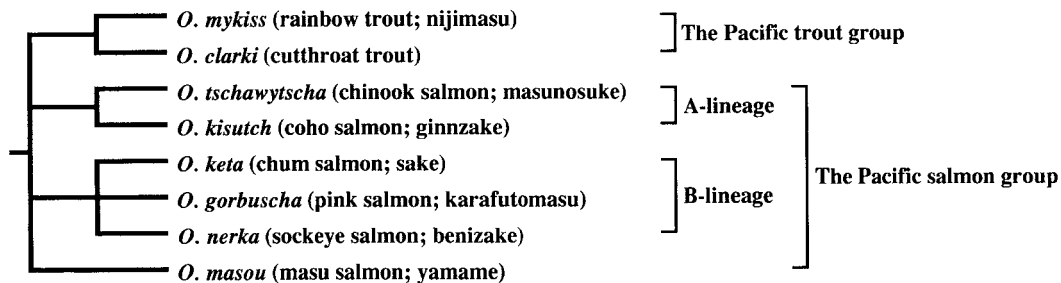 O. mykiss (rainbow trout; nijimasu)
O. clarki (cutthroat trout)
The Pacific trout group
O. tschawytscha (chinook salmon; masunosuke)
O. kisutch (coho salmon; ginnzake)
A-lineage
O. keta (chum salmon; sake)
O. gorbuscha (pink salmon; karafutomasu)
O. nerka (sockeye salmon; benizake)
B-lineage
O. masou (masu salmon; yamame)
The Pacific salmon group